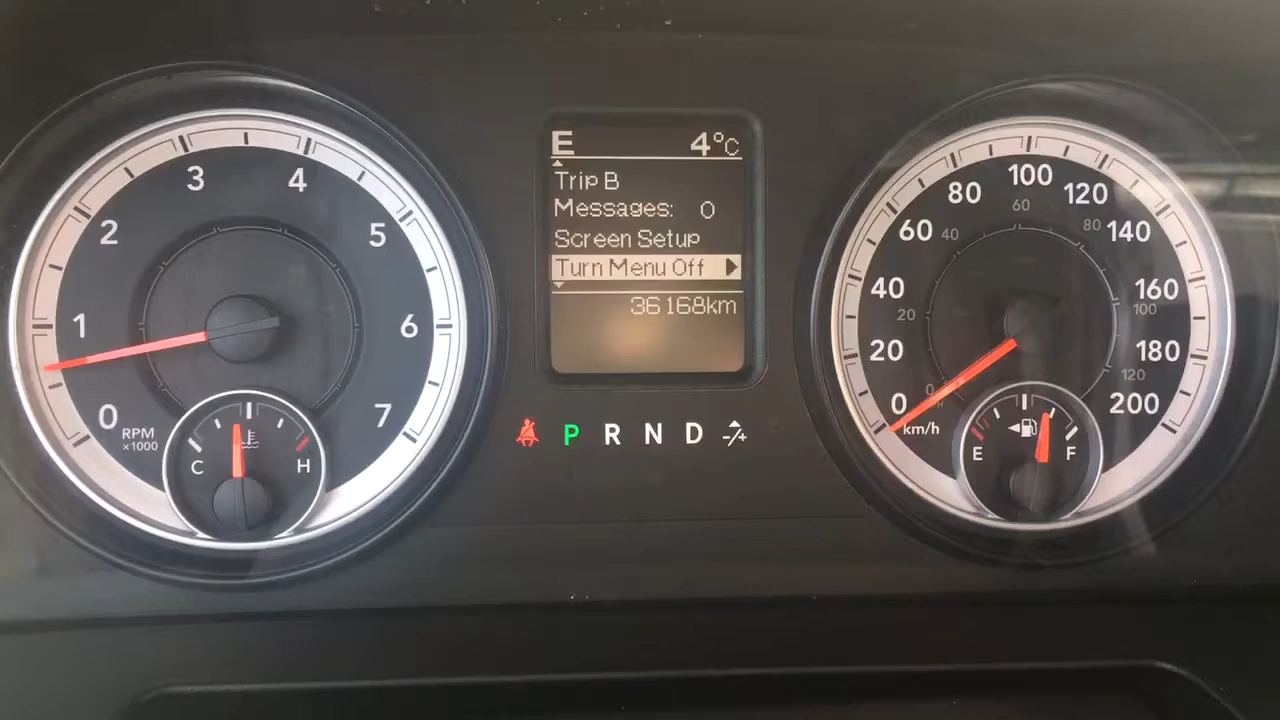 0
1
2
3
4
5
6
7
RPM
×1000
C
H
E 4°C
Trip B
Messages: 0
Screen Setup
Turn Menu Off
36168km
P R N D -/+
0
20
40
60
80
100
120
140
160
180
200
0
20
40
60
80
100
120
km/h
E
F